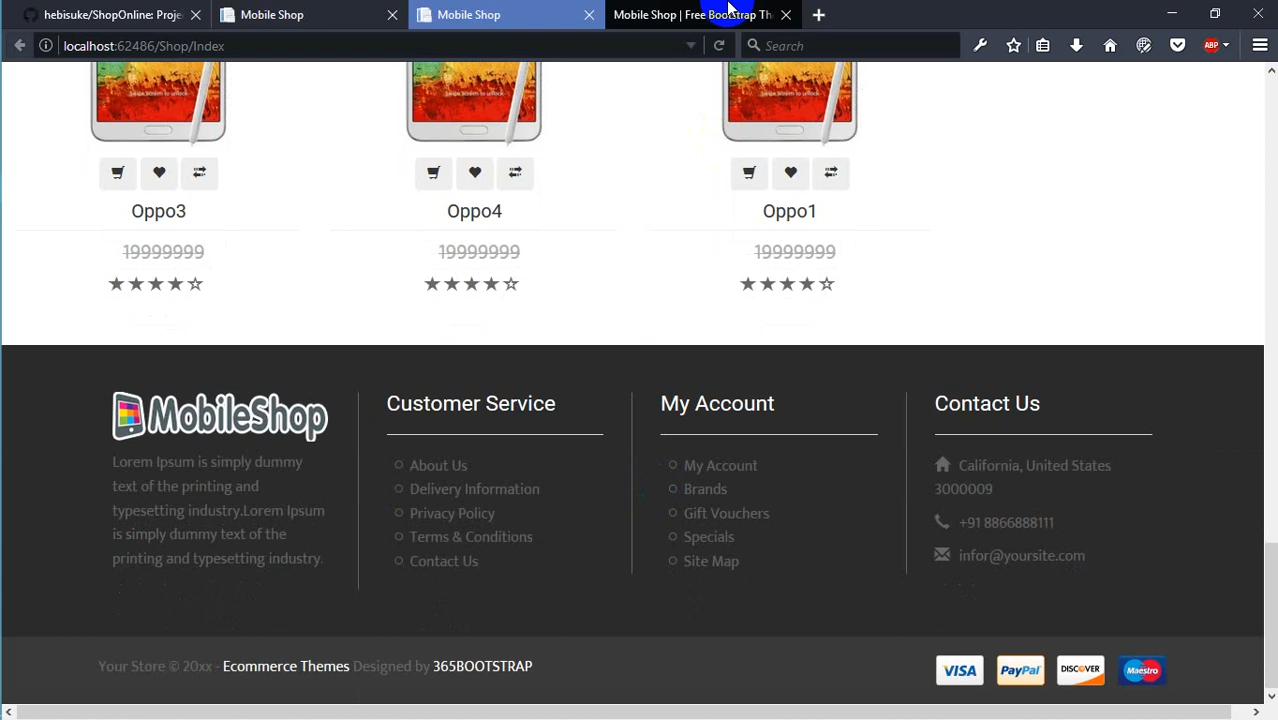 hebisuke/ShopOnline: Proje
Mobile Shop
Mobile Shop
Mobile Shop | Free Bootstrap Th
localhost:62486/Shop/Index
Search
ABP
Oppo3
Oppo4
Oppo1
19999999
19999999
19999999
MobileShop
Lorem Ipsum is simply dummy
text of the printing and
typesetting industry.Lorem Ipsum
is simply dummy text of the
printing and typesetting industry.
Customer Service
About Us
Delivery Information
Privacy Policy
Terms & Conditions
Contact Us
My Account
My Account
Brands
Gift Vouchers
Specials
Site Map
Contact Us
California, United States
3000009
+91 8866888111
infor@yoursite.com
Your Store © 20xx - Ecommerce Themes Designed by 365BOOTSTRAP
VISA
PayPal
DISCOVER
Maestro